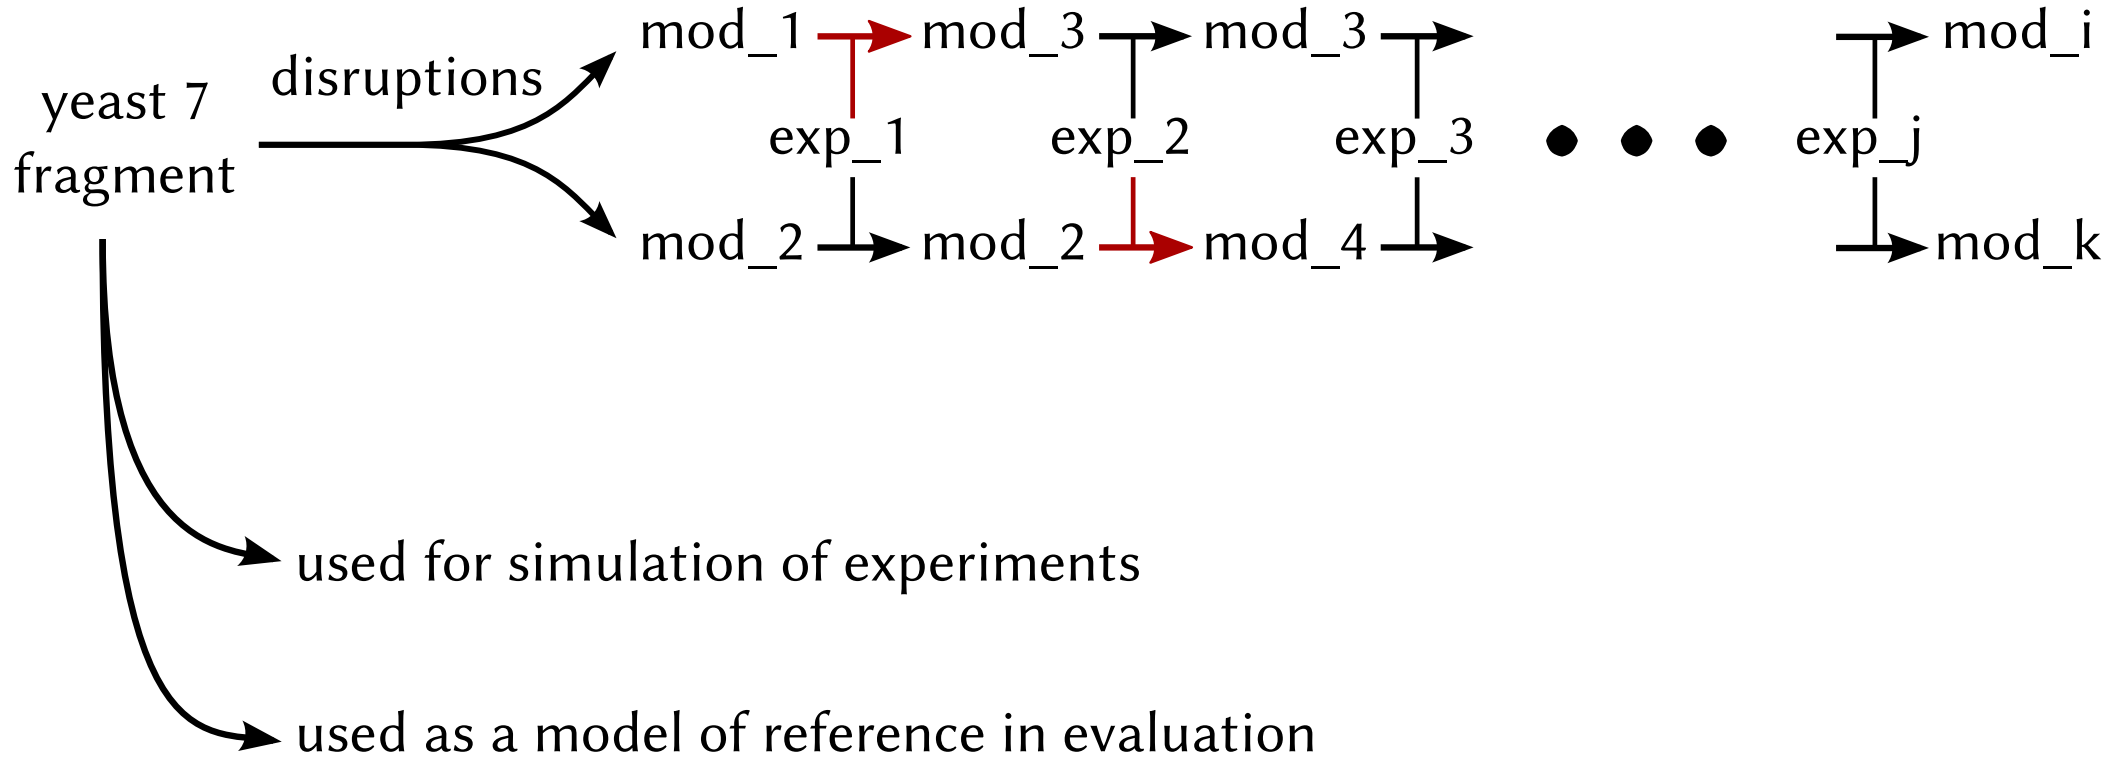 yeast 7
fragment
disruptions
mod_1 mod_3 mod_3 mod_i
exp_1 exp_2 exp_3 exp_j
mod_2 mod_2 mod_4 mod_k
used for simulation of experiments
used as a model of reference in evaluation